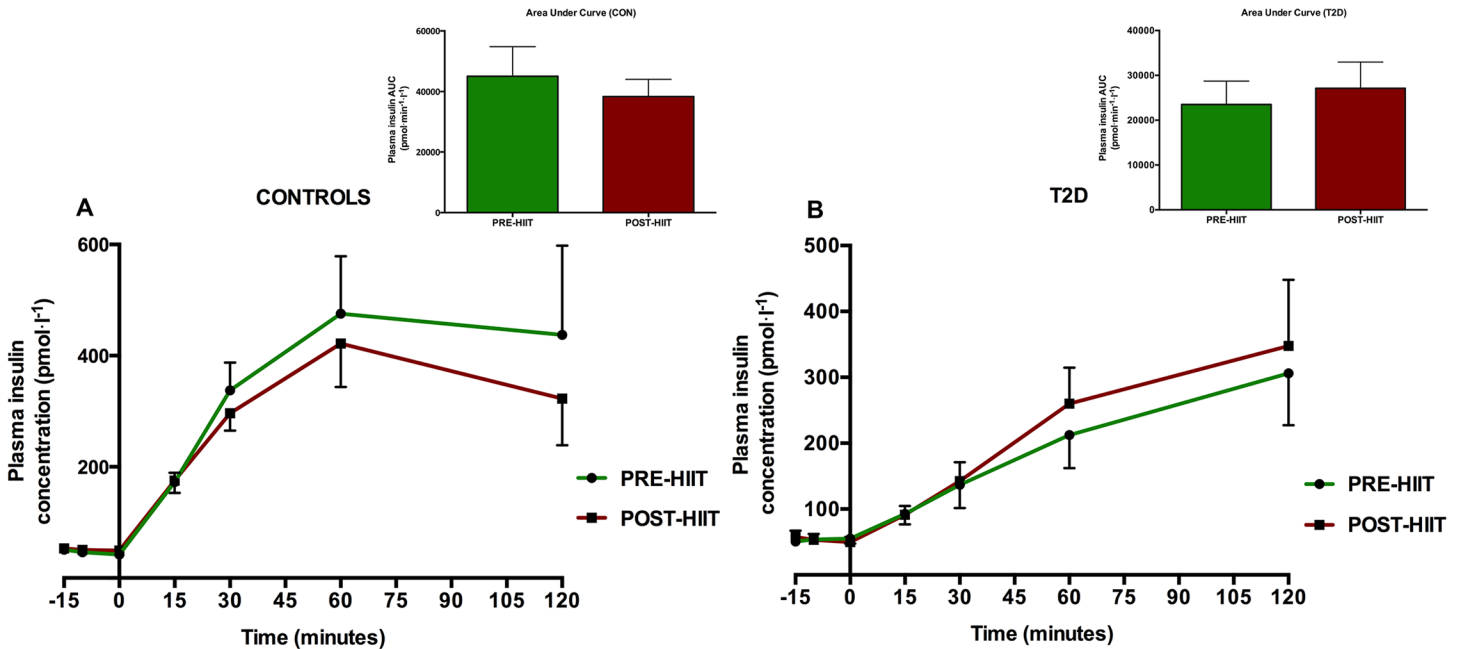 Area Under Curve (CON)
Plasma insulin AUC
(pmol·min⁻¹·l⁻¹)
60000
40000
20000
0
PRE-HIIT POST-HIIT
A
CONTROLS
Plasma insulin
concentration (pmol·l⁻¹)
600
400
200
-15 0 15 30 45 60 75 90 105 120
Time (minutes)
PRE-HIIT
POST-HIIT
Area Under Curve (T2D)
Plasma insulin AUC
(pmol·min⁻¹·l⁻¹)
40000
30000
20000
10000
0
PRE-HIIT POST-HIIT
B
T2D
Plasma insulin
concentration (pmol·l⁻¹)
500
400
300
200
100
-15 0 15 30 45 60 75 90 105 120
Time (minutes)
PRE-HIIT
POST-HIIT